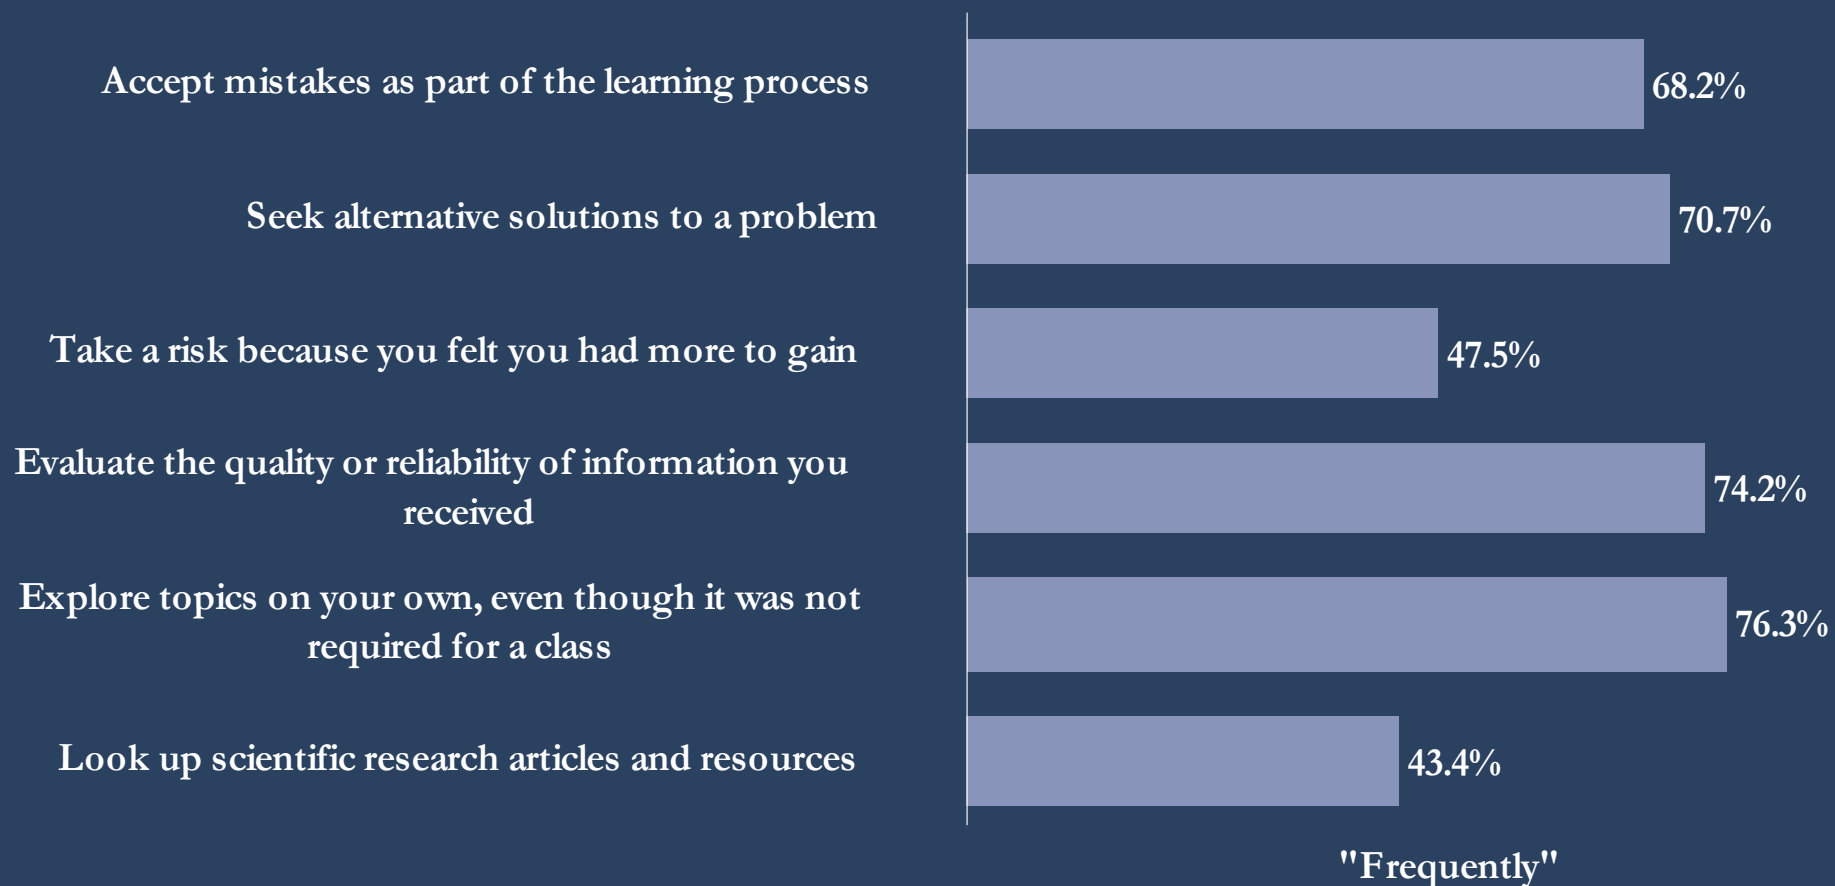 Accept mistakes as part of the learning process
68.2%
Seek alternative solutions to a problem
70.7%
Take a risk because you felt you had more to gain
47.5%
Evaluate the quality or reliability of information you
received
74.2%
Explore topics on your own, even though it was not
required for a class
76.3%
Look up scientific research articles and resources
43.4%
"Frequently"